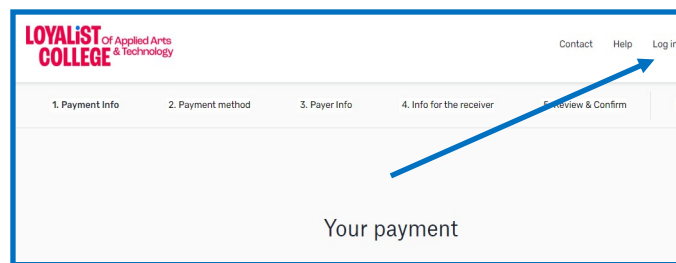 LOYALiST Of Applied Arts
COLLEGE & Technology
Contact Help Log in
1. Payment Info 2. Payment method 3. Payer Info 4. Info for the receiver 5. Review & Confirm
Your payment